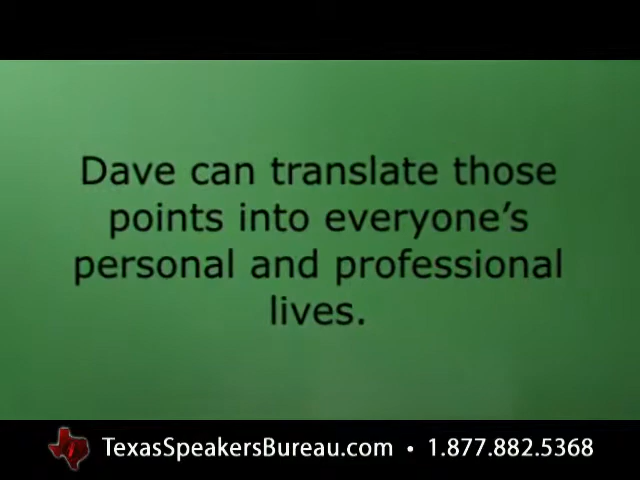 Dave can translate those
points into everyone’s
personal and professional
lives.
TexasSpeakersBureau.com • 1.877.882.5368